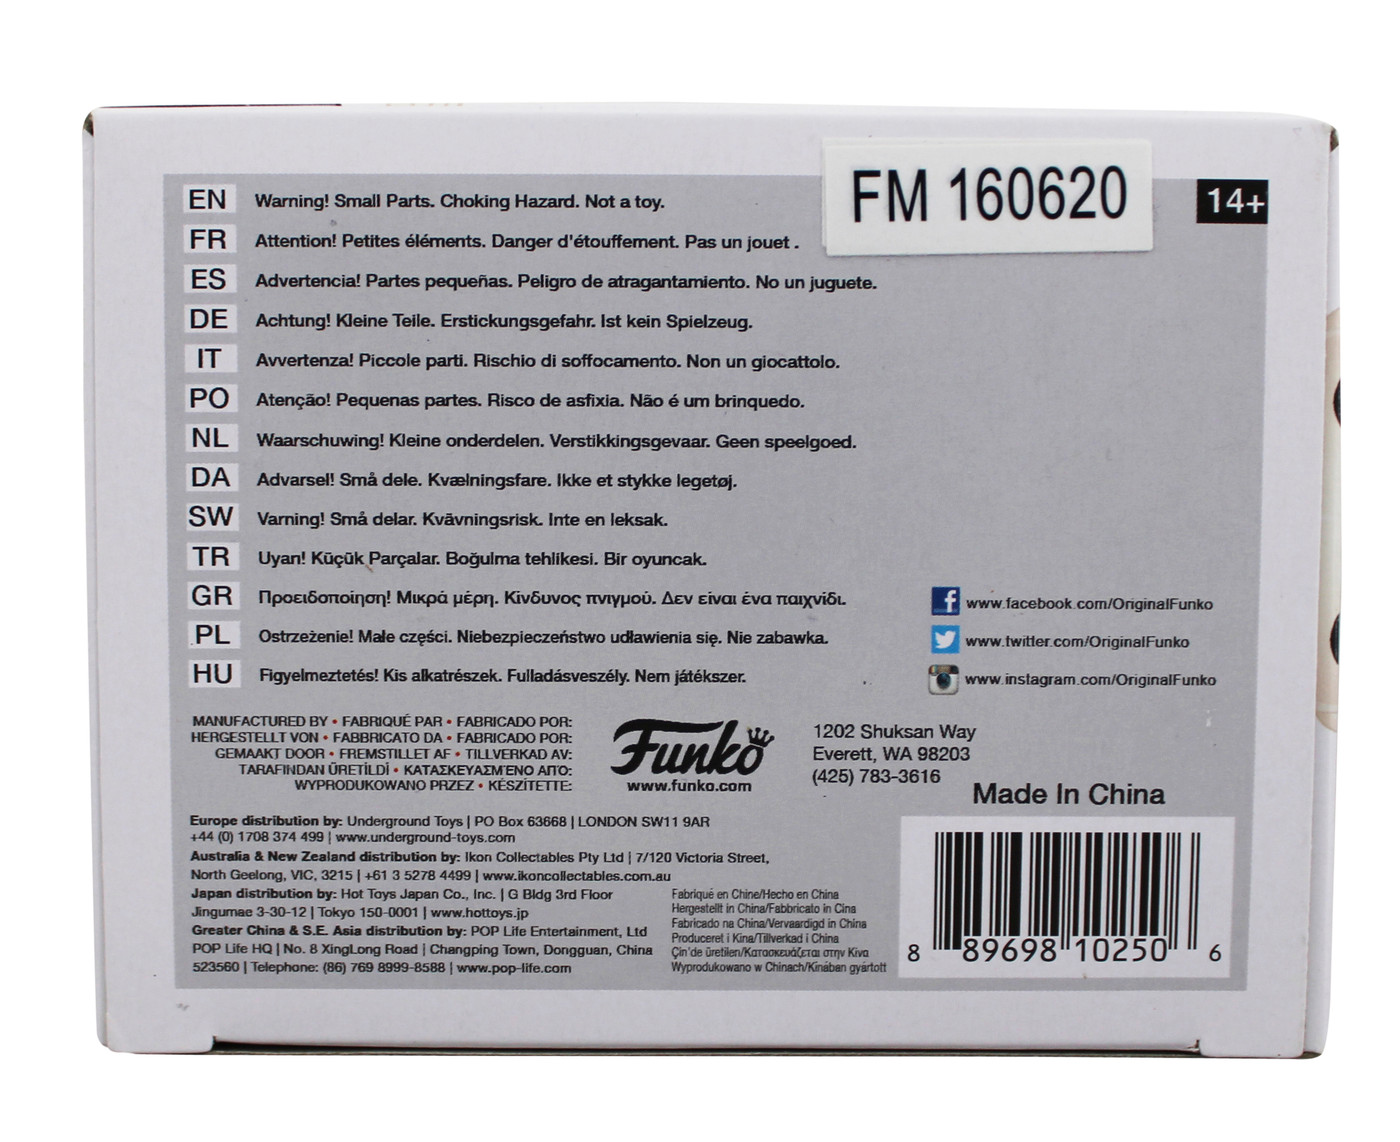 FM 160620
14+
EN Warning! Small Parts. Choking Hazard. Not a toy.
FR Attention! Petites éléments. Danger d'étouffement. Pas un jouet .
ES Advertencia! Partes pequeñas. Peligro de atragantamiento. No un juguete.
DE Achtung! Kleine Teile. Erstickungsgefahr. Ist kein Spielzeug.
IT Avvertenza! Piccole parti. Rischio di soffocamento. Non un giocattolo.
PO Atenção! Pequenas partes. Risco de asfixia. Não é um brinquedo.
NL Waarschuwing! Kleine onderdelen. Verstikkingsgevaar. Geen speelgoed.
DA Advarsel! Små dele. Kvælningsfare. Ikke et stykke legetøj.
SW Varning! Små delar. Kvävningsrisk. Inte en leksak.
TR Uyarı! Küçük Parçalar. Boğulma tehlikesi. Bir oyuncak.
GR Προειδοποίηση! Μικρά μέρη. Κίνδυνος πνιγμού. Δεν είναι ένα παιχνίδι.
PL Ostrzeżenie! Małe części. Niebezpieczeństwo udławienia się. Nie zabawka.
HU Figyelmeztetés! Kis alkatrészek. Fulladásveszély. Nem játékszer.
www.facebook.com/OriginalFunko
www.twitter.com/OriginalFunko
www.instagram.com/OriginalFunko
MANUFACTURED BY • FABRIQUÉ PAR • FABRICADO POR:
HERGESTELLT VON • FABBRICATO DA • FABRICADO POR:
GEMAAKT DOOR • FREMSTILLET AF • TILLVERKAD AV:
TARAFINDAN ÜRETİLDİ • ΚΑΤΑΣΚΕΥΑΣΜΈΝΟ ΑΠΌ:
WYPRODUKOWANO PRZEZ • KÉSZÍTETTE:
Funko
www.funko.com
1202 Shuksan Way
Everett, WA 98203
(425) 783-3616
Made In China
Europe distribution by: Underground Toys | PO Box 63668 | LONDON SW11 9AR
+44 (0) 1708 374 499 | www.underground-toys.com
Australia & New Zealand distribution by: Ikon Collectables Pty Ltd | 7/120 Victoria Street,
North Geelong, VIC, 3215 | +61 3 5278 4499 | www.ikoncollectables.com.au
Japan distribution by: Hot Toys Japan Co., Inc. | G Bldg 3rd Floor
Jingumae 3-30-12 | Tokyo 150-0001 | www.hottoys.jp
Greater China & S.E. Asia distribution by: POP Life Entertainment, Ltd
POP Life HQ | No. 8 XingLong Road | Changping Town, Dongguan, China
523560 | Telephone: (86) 769 8999-8588 | www.pop-life.com
Fabriqué en Chine/Hecho en China
Hergestellt in China/Fabbricato in Cina
Fabricado na China/Vervaardigd in China
Produceret i Kina/Tillverkad i China
Çin'de üretilen/Κατασκευάζεται στην Κίνα
Wyprodukowano w Chinach/Kinában gyártott
8 89698 10250 6